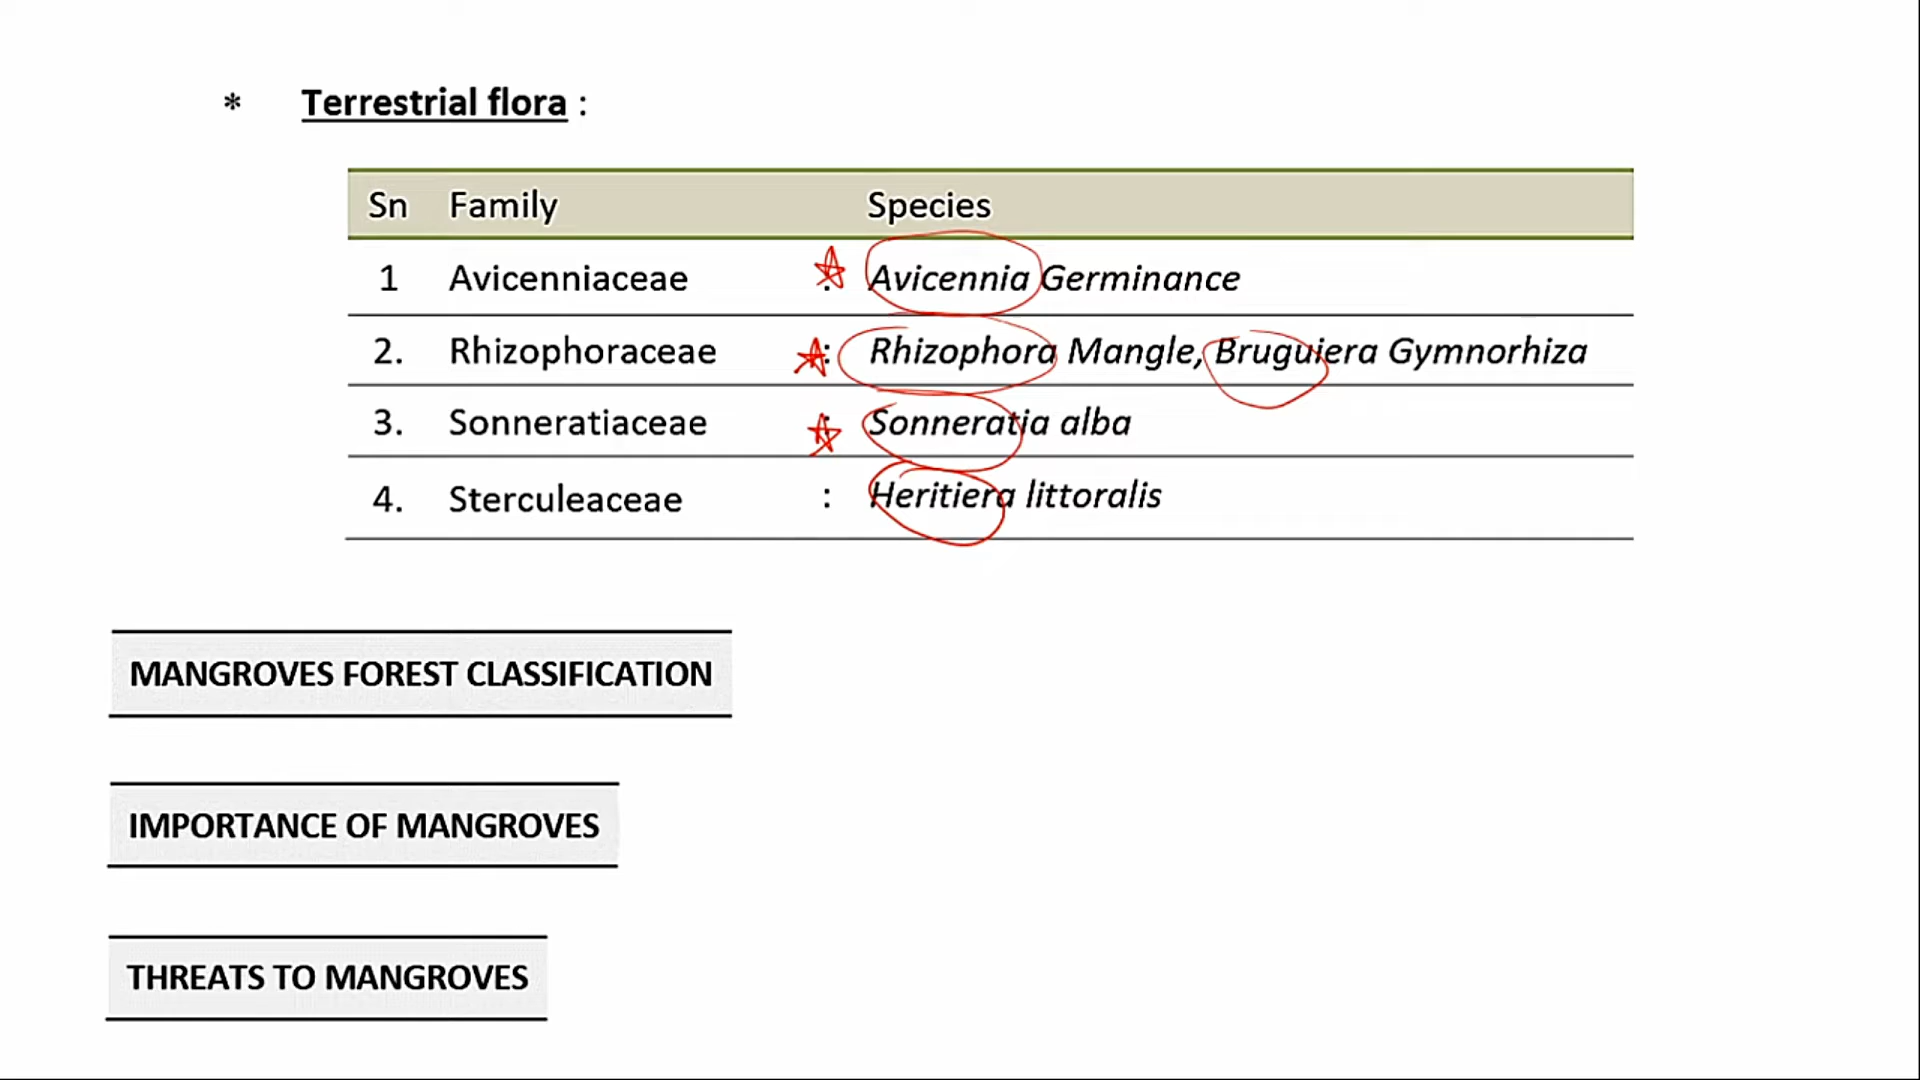 * Terrestrial flora :
Sn Family Species
1 Avicenniaceae : Avicennia Germinance
2. Rhizophoraceae : Rhizophora Mangle, Bruguiera Gymnorhiza
3. Sonneratiaceae : Sonneratia alba
4. Sterculeaceae : Heritiera littoralis
MANGROVES FOREST CLASSIFICATION
IMPORTANCE OF MANGROVES
THREATS TO MANGROVES